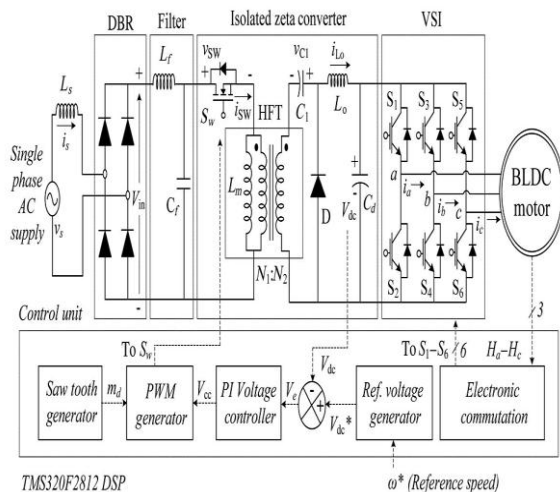 DBR
Filter
Isolated zeta converter
VSI
Lf
vSW
+
-
Sw
iSW
HFT
-
+
vC1
C1
iLo
Lo
S1
S3
S5
Ls
is
Single
phase
AC
supply
vs
+
Vin
-
Cf
Lm
N1:N2
D
+
-
Vdc
Cd
a
ia
b
ib
c
ic
BLDC
motor
S2
S4
S6
3
Control unit
To Sw
Vdc
To S1–S6
6
Ha–Hc
Saw tooth
generator
md
PWM
generator
Vcc
PI Voltage
controller
Ve
-
+
Vdc*
Ref. voltage
generator
Electronic
commutation
TMS320F2812 DSP
ω* (Reference speed)